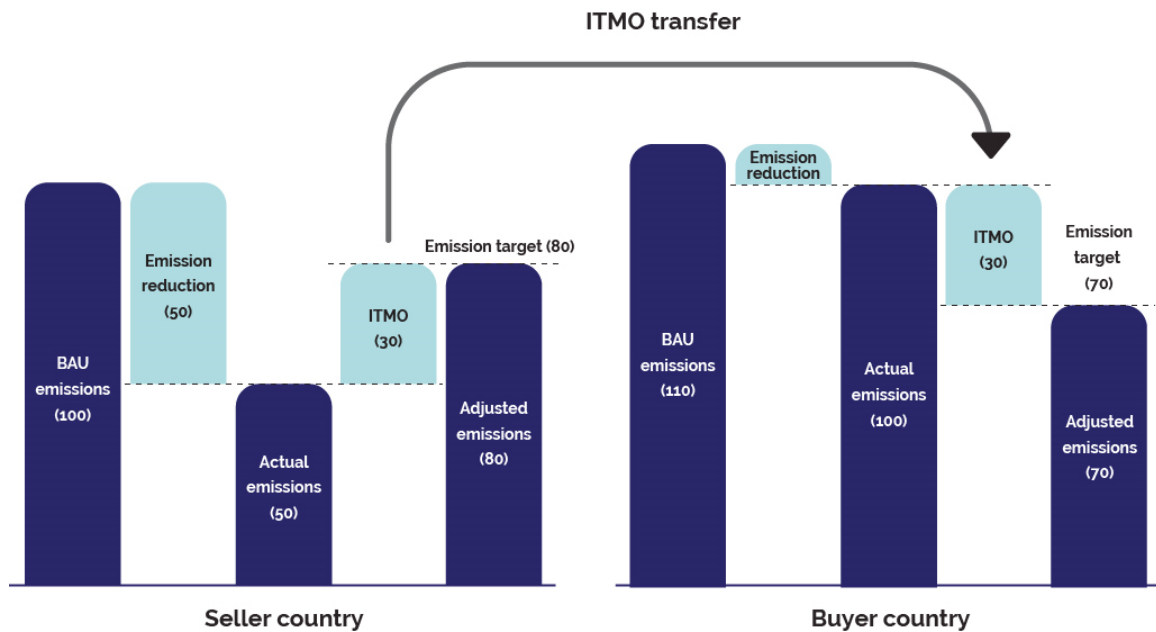 ITMO transfer
BAU
emissions
(100)
Emission
reduction
(50)
Actual
emissions
(50)
ITMO
(30)
Emission target (80)
Adjusted
emissions
(80)
Seller country
BAU
emissions
(110)
Emission
reduction
Actual
emissions
(100)
ITMO
(30)
Emission
target
(70)
Adjusted
emissions
(70)
Buyer country